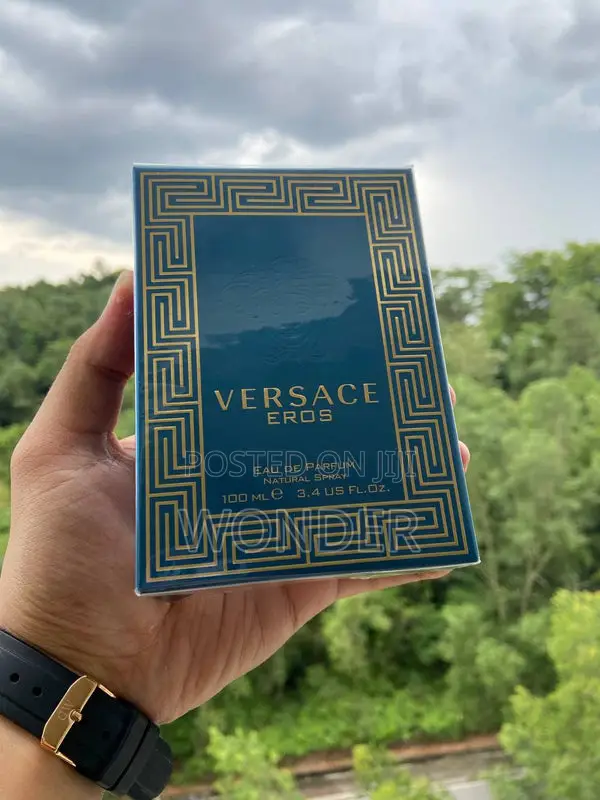 VERSACE
EROS
EAU DE PARFUM
NATURAL SPRAY
100 ML ℮ 3.4 US FL.OZ.
POSTED ON JIJI
WONDER